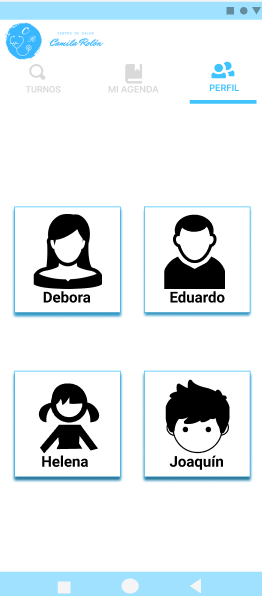 CENTRO DE SALUD
Camila Rolón
TURNOS
MI AGENDA
PERFIL
Debora
Eduardo
Helena
Joaquín